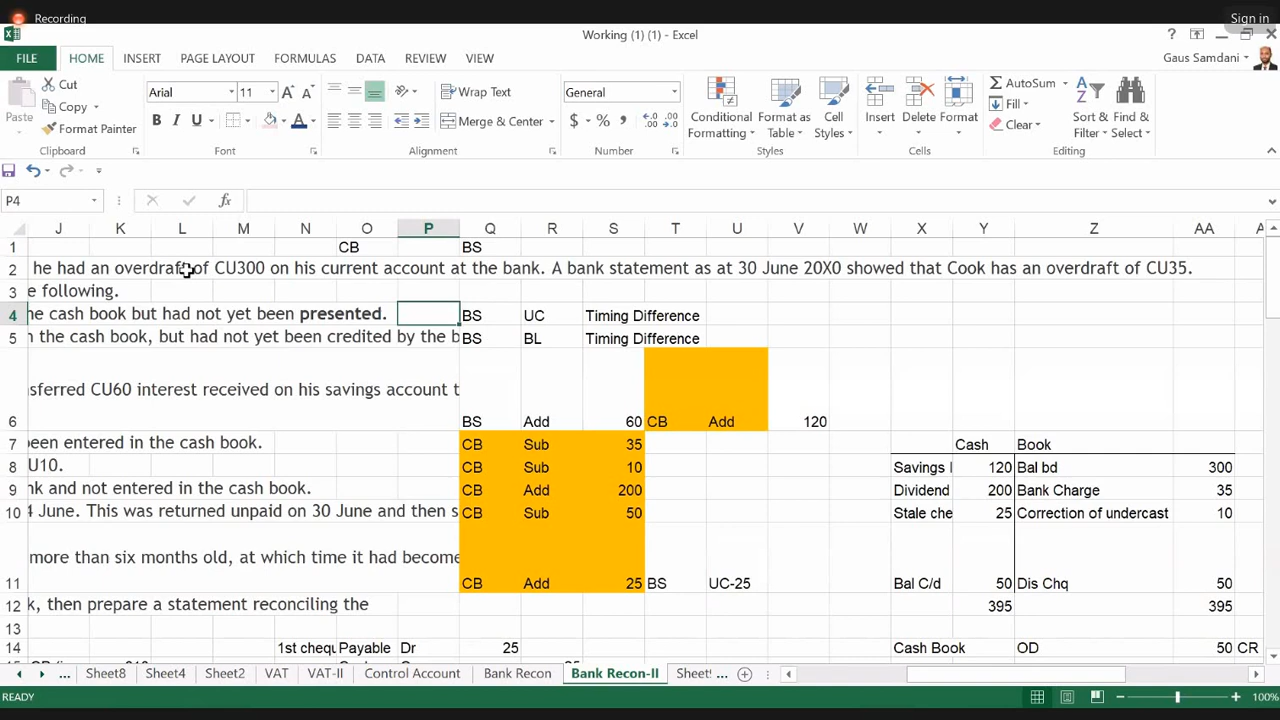 Recording
Sign in
Working (1) (1) - Excel
FILE HOME INSERT PAGE LAYOUT FORMULAS DATA REVIEW VIEW Gaus Samdani
Paste Cut Copy Format Painter Clipboard
Arial 11 B I U A Font
Wrap Text Merge & Center Alignment
General $ % , Number
Conditional Formatting Format as Table Cell Styles Styles
Insert Delete Format Cells
AutoSum Fill Clear Sort & Filter Find & Select Editing
P4 fx
J K L M N O P Q R S T U V W X Y Z AA A
1 CB BS
2 he had an overdraft of CU300 on his current account at the bank. A bank statement as at 30 June 20X0 showed that Cook has an overdraft of CU35.
3 e following.
4 he cash book but had not yet been presented. BS UC Timing Difference
5 n the cash book, but had not yet been credited by the b BS BL Timing Difference
6 sferred CU60 interest received on his savings account t BS Add 60 CB Add 120
7 been entered in the cash book. CB Sub 35 Cash Book
8 U10. CB Sub 10 Savings I 120 Bal bd 300
9 nk and not entered in the cash book. CB Add 200 Dividend 200 Bank Charge 35
10 4 June. This was returned unpaid on 30 June and then s CB Sub 50 Stale che 25 Correction of undercast 10
11 more than six months old, at which time it had become CB Add 25 BS UC-25 Bal C/d 50 Dis Chq 50
12 k, then prepare a statement reconciling the 395 395
13
14 1st chequ Payable Dr 25 Cash Book OD 50 CR
... Sheet8 Sheet4 Sheet2 VAT VAT-II Control Account Bank Recon Bank Recon-II Sheet! ...
READY 100%